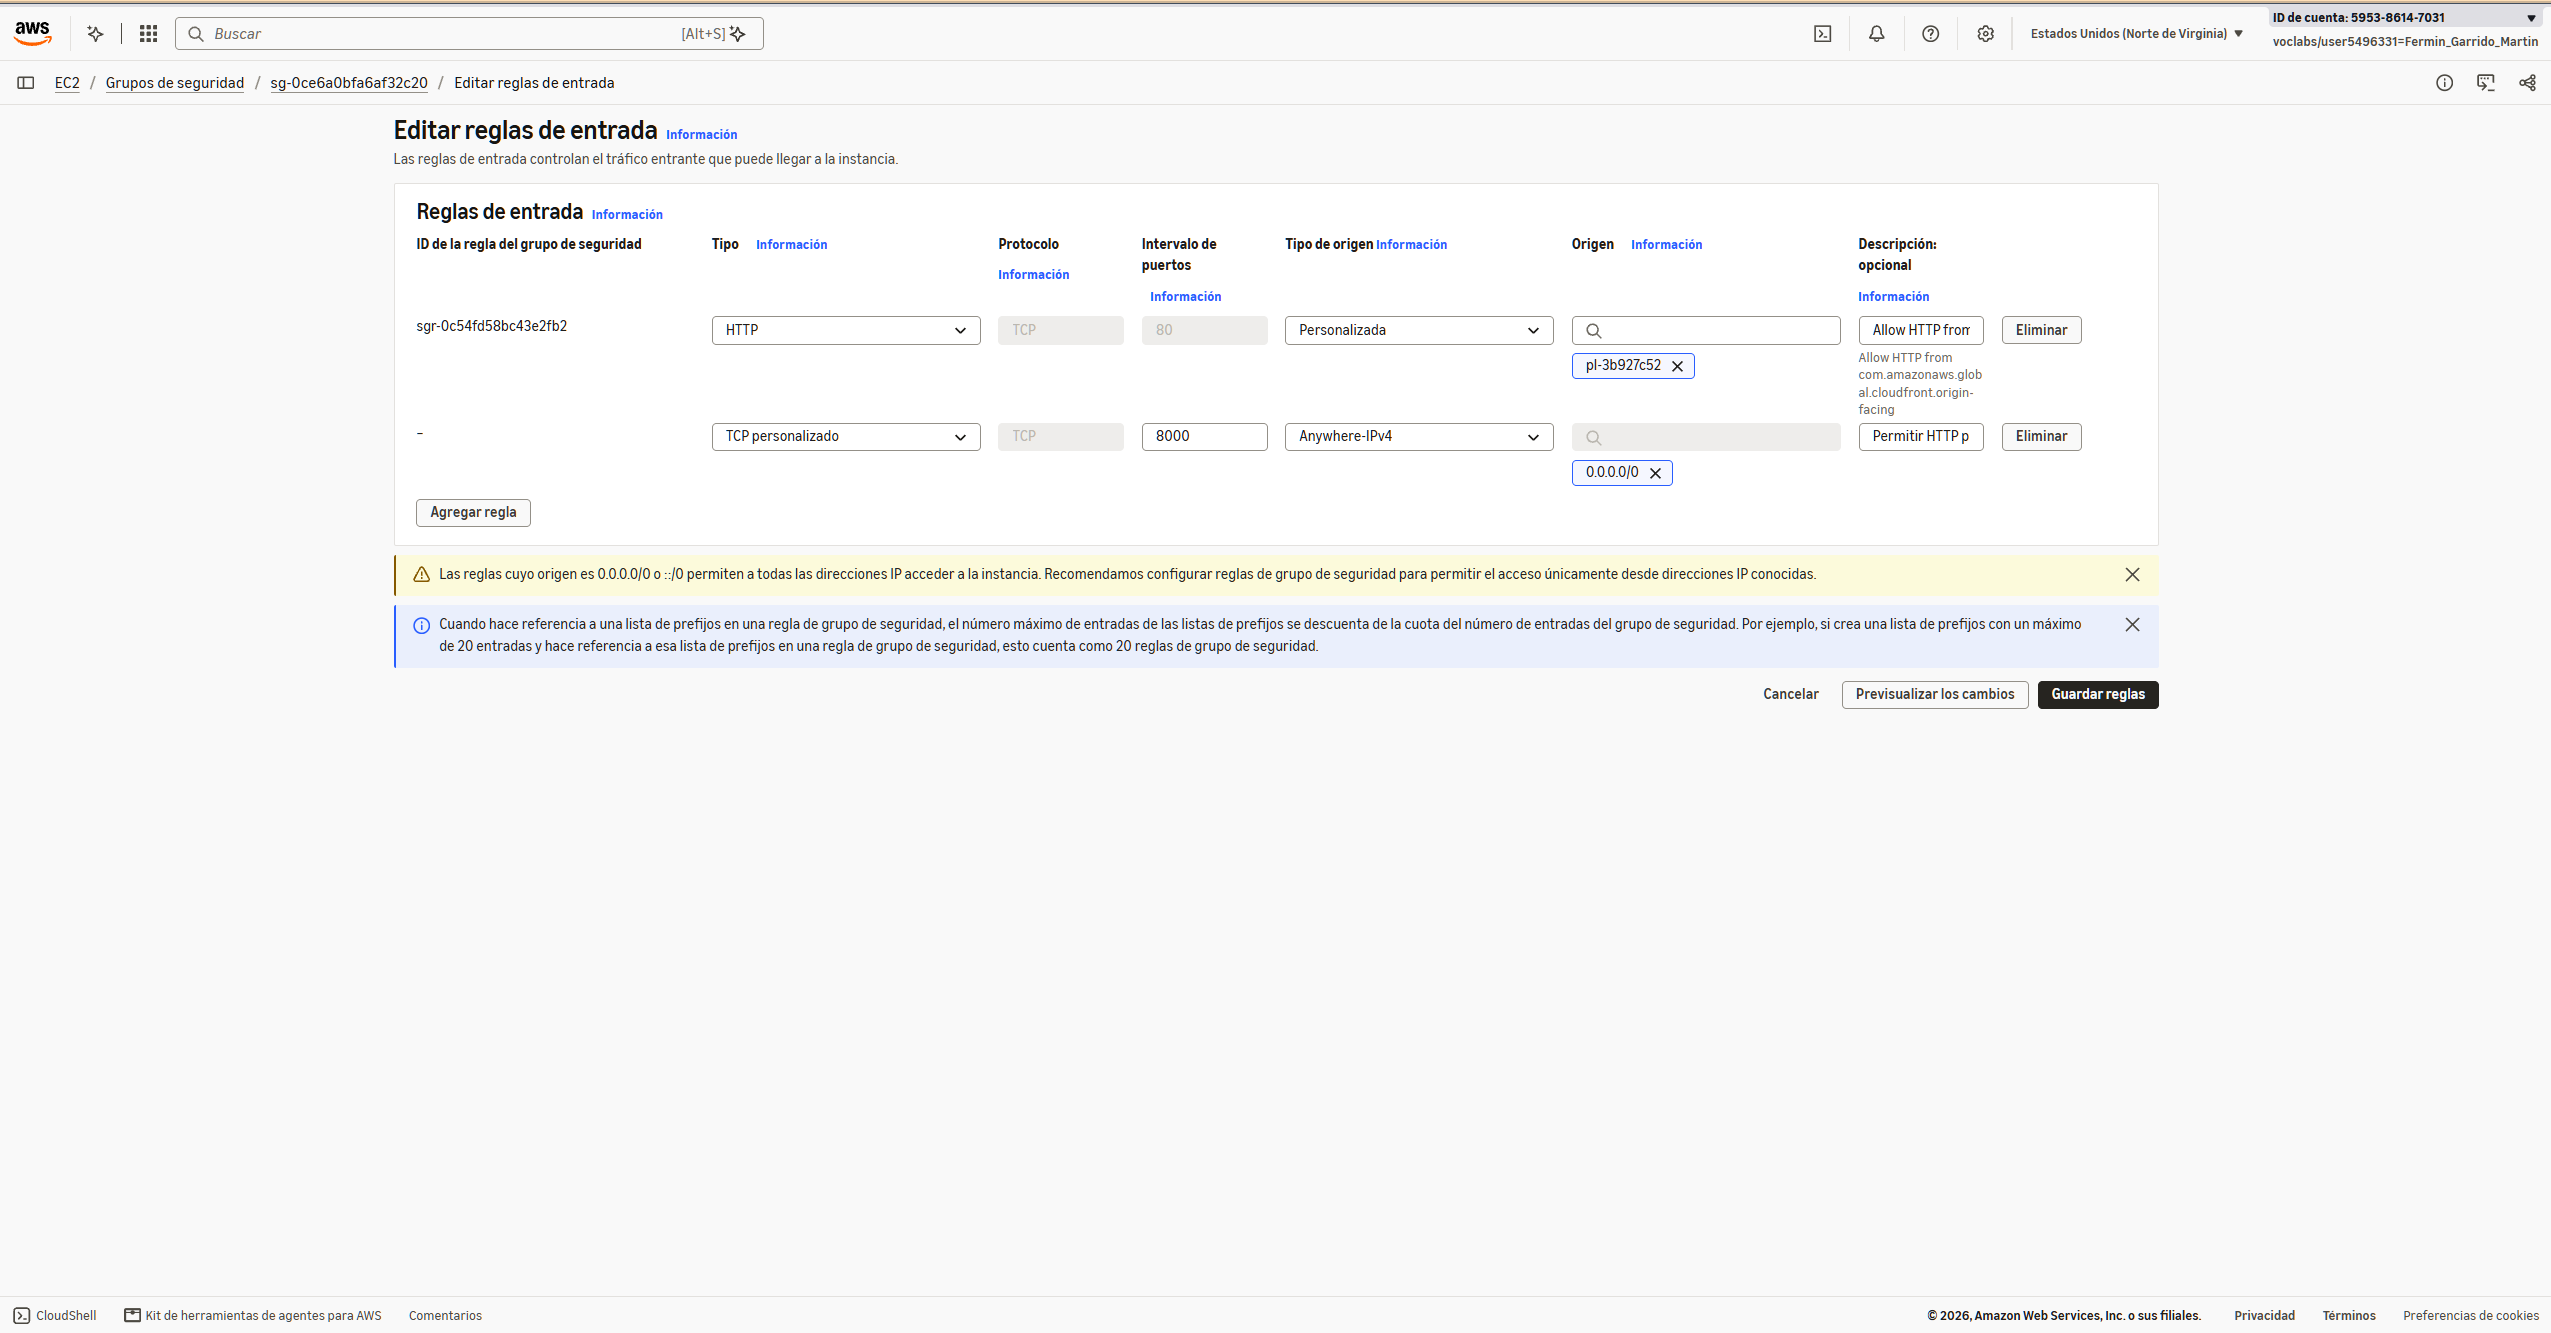 aws
Buscar
[Alt+S]
Estados Unidos (Norte de Virginia)
ID de cuenta: 5953-8614-7031
voclabs/user5496331=Fermin_Garrido_Martin
EC2 / Grupos de seguridad / sg-0ce6a0bfa6af32c20 / Editar reglas de entrada
Editar reglas de entrada Información
Las reglas de entrada controlan el tráfico entrante que puede llegar a la instancia.
Reglas de entrada Información
ID de la regla del grupo de seguridad
Tipo Información
Protocolo
Información
Intervalo de
puertos
Información
Tipo de origen Información
Origen Información
Descripción:
opcional
Información
sgr-0c54fd58bc43e2fb2
HTTP
TCP
80
Personalizada
pl-3b927c52
Allow HTTP from
Allow HTTP from
com.amazonaws.glob
al.cloudfront.origin-
facing
Eliminar
–
TCP personalizado
TCP
8000
Anywhere-IPv4
0.0.0.0/0
Permitir HTTP p
Eliminar
Agregar regla
Las reglas cuyo origen es 0.0.0.0/0 o ::/0 permiten a todas las direcciones IP acceder a la instancia. Recomendamos configurar reglas de grupo de seguridad para permitir el acceso únicamente desde direcciones IP conocidas.
Cuando hace referencia a una lista de prefijos en una regla de grupo de seguridad, el número máximo de entradas de las listas de prefijos se descuenta de la cuota del número de entradas del grupo de seguridad. Por ejemplo, si crea una lista de prefijos con un máximo
de 20 entradas y hace referencia a esa lista de prefijos en una regla de grupo de seguridad, esto cuenta como 20 reglas de grupo de seguridad.
Cancelar
Previsualizar los cambios
Guardar reglas
CloudShell
Kit de herramientas de agentes para AWS
Comentarios
© 2026, Amazon Web Services, Inc. o sus filiales.
Privacidad
Términos
Preferencias de cookies